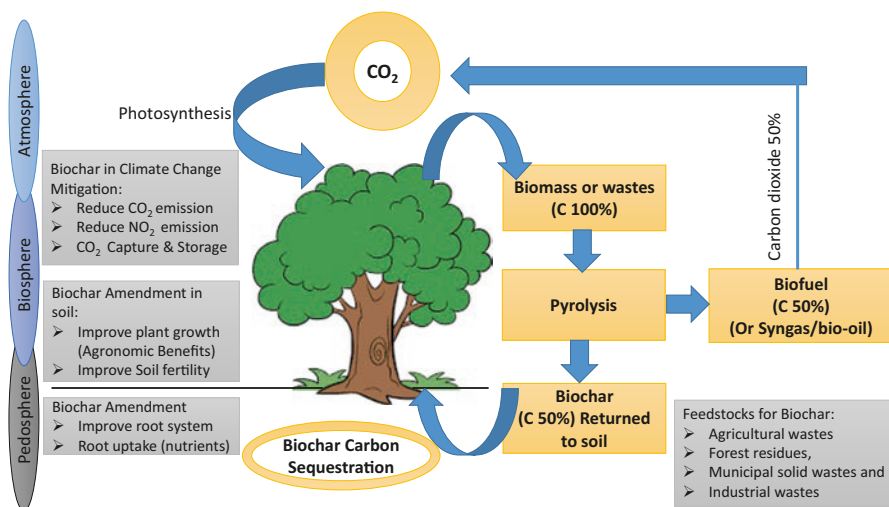 Atmosphere
Biosphere
Pedosphere
CO₂
Photosynthesis
Biochar in Climate Change
Mitigation:
➢ Reduce CO₂ emission
➢ Reduce NO₂ emission
➢ CO₂ Capture & Storage
Biochar Amendment in
soil:
➢ Improve plant growth
(Agronomic Benefits)
➢ Improve Soil fertility
Biochar Amendment
➢ Improve root system
➢ Root uptake (nutrients)
Biomass or wastes
(C 100%)
Pyrolysis
Biofuel
(C 50%)
(Or Syngas/bio-oil)
Carbon dioxide 50%
Biochar
(C 50%) Returned
to soil
Biochar Carbon
Sequestration
Feedstocks for Biochar:
➢ Agricultural wastes
➢ Forest residues,
➢ Municipal solid wastes and
➢ Industrial wastes